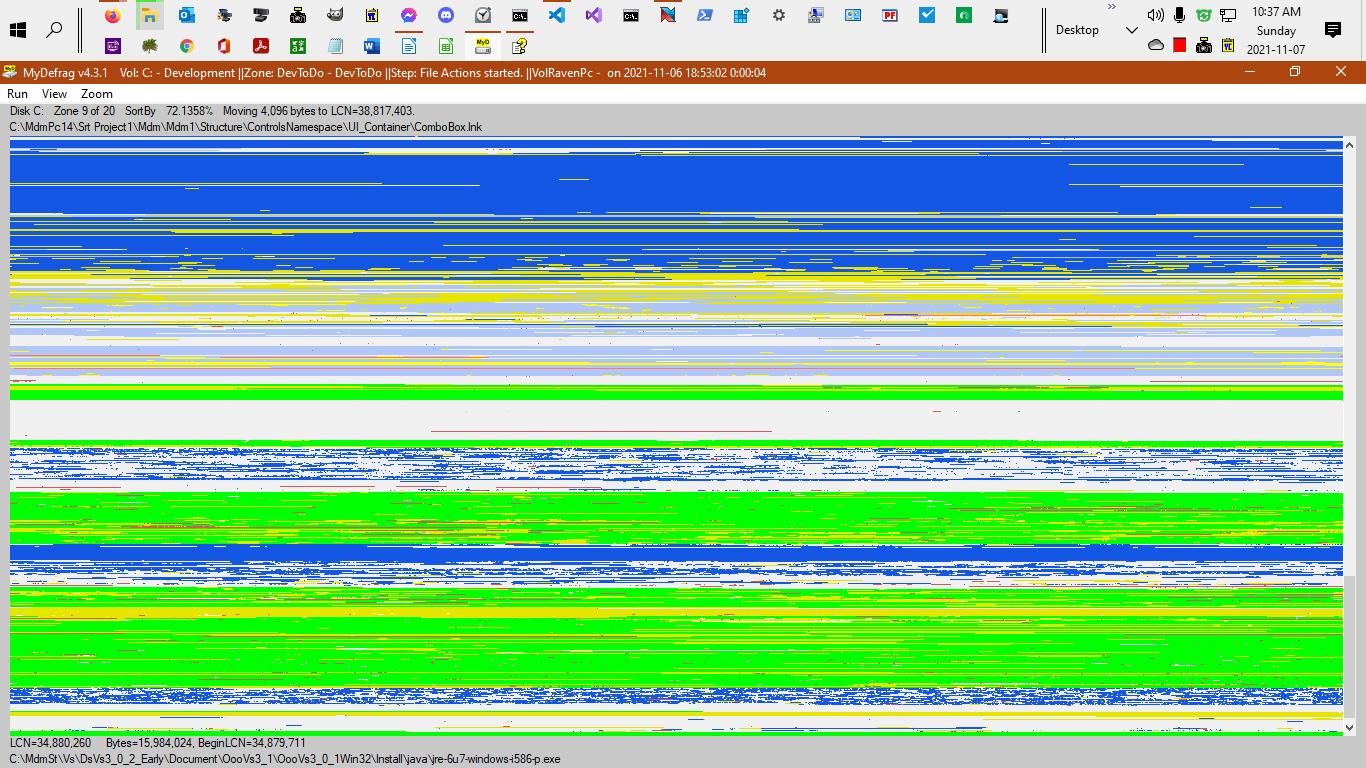 10:37 AM
Desktop
Sunday
2021-11-07
MyDefrag v4.3.1    Vol: C: - Development ||Zone: DevToDo - DevToDo ||Step: File Actions started. ||VolRavenPc -  on 2021-11-06 18:53:02 0:00:04
Run    View    Zoom
Disk C:    Zone 9 of 20    SortBy    72.1358%    Moving 4,096 bytes to LCN=38,817,403.
C:\MdmPc14\Srt Project1\Mdm\Mdm1\Structure\ControlsNamespace\UI_Container\ComboBox.lnk
LCN=34,880,260    Bytes=15,984,024, BeginLCN=34,879,711
C:\MdmSt\Vs\DsVs3_0_2_Early\Document\OooVs3_1\OooVs3_0_1Win32\Install\java\jre-6u7-windows-i586-p.exe